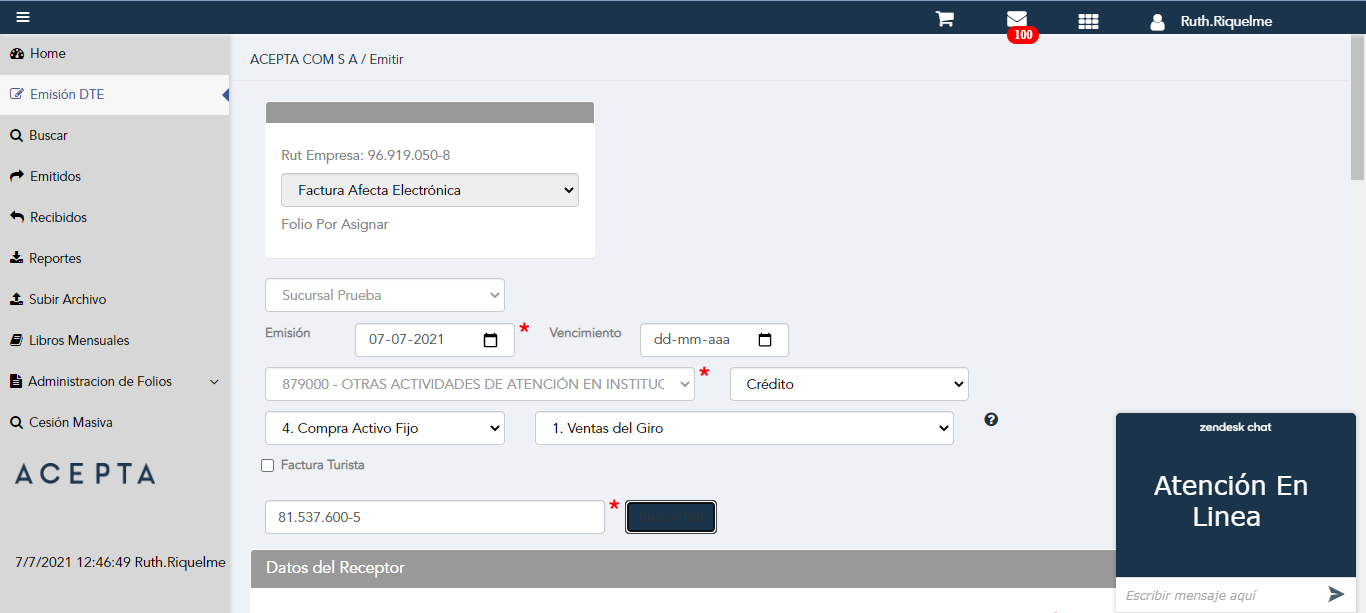 100
Ruth.Riquelme
Home
Emisión DTE
Buscar
Emitidos
Recibidos
Reportes
Subir Archivo
Libros Mensuales
Administracion de Folios
Cesión Masiva
ACEPTA
7/7/2021 12:46:49 Ruth.Riquelme
ACEPTA COM S A / Emitir
Rut Empresa: 96.919.050-8
Factura Afecta Electrónica
Folio Por Asignar
Sucursal Prueba
Emisión
07-07-2021
*
Vencimiento
dd-mm-aaa
879000 - OTRAS ACTIVIDADES DE ATENCIÓN EN INSTITUC
*
Crédito
4. Compra Activo Fijo
1. Ventas del Giro
Factura Turista
81.537.600-5
*
Datos del Receptor
zendesk chat
Atención En
Linea
Escribir mensaje aquí